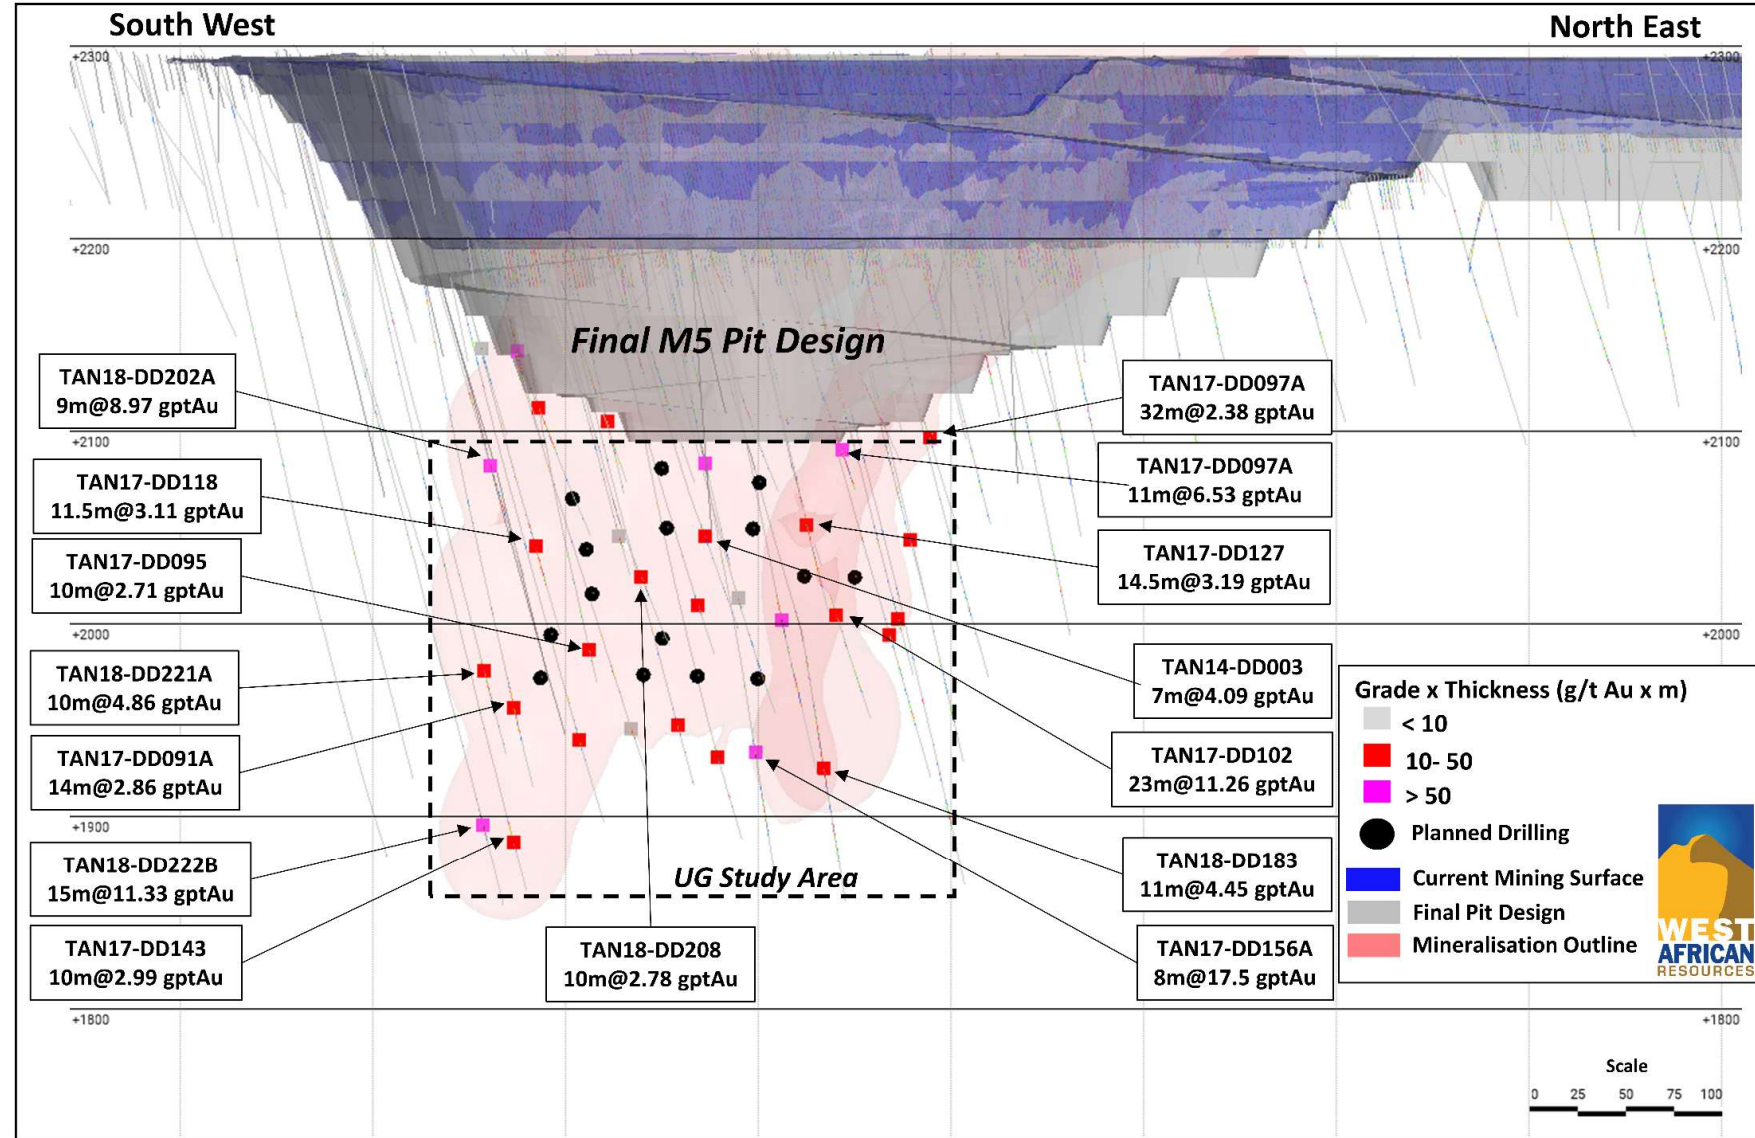 South West
North East
+2300
+2300
+2200
+2200
Final M5 Pit Design
TAN18-DD202A
9m@8.97 gptAu
TAN17-DD097A
32m@2.38 gptAu
+2100
+2100
TAN17-DD118
11.5m@3.11 gptAu
TAN17-DD097A
11m@6.53 gptAu
TAN17-DD095
10m@2.71 gptAu
TAN17-DD127
14.5m@3.19 gptAu
+2000
+2000
TAN18-DD221A
10m@4.86 gptAu
TAN14-DD003
7m@4.09 gptAu
TAN17-DD091A
14m@2.86 gptAu
TAN17-DD102
23m@11.26 gptAu
+1900
TAN18-DD222B
15m@11.33 gptAu
TAN18-DD183
11m@4.45 gptAu
UG Study Area
TAN17-DD143
10m@2.99 gptAu
TAN18-DD208
10m@2.78 gptAu
TAN17-DD156A
8m@17.5 gptAu
Grade x Thickness (g/t Au x m)
< 10
10- 50
> 50
Planned Drilling
Current Mining Surface
Final Pit Design
Mineralisation Outline
WEST
AFRICAN
RESOURCES
+1800
+1800
Scale
0 25 50 75 100